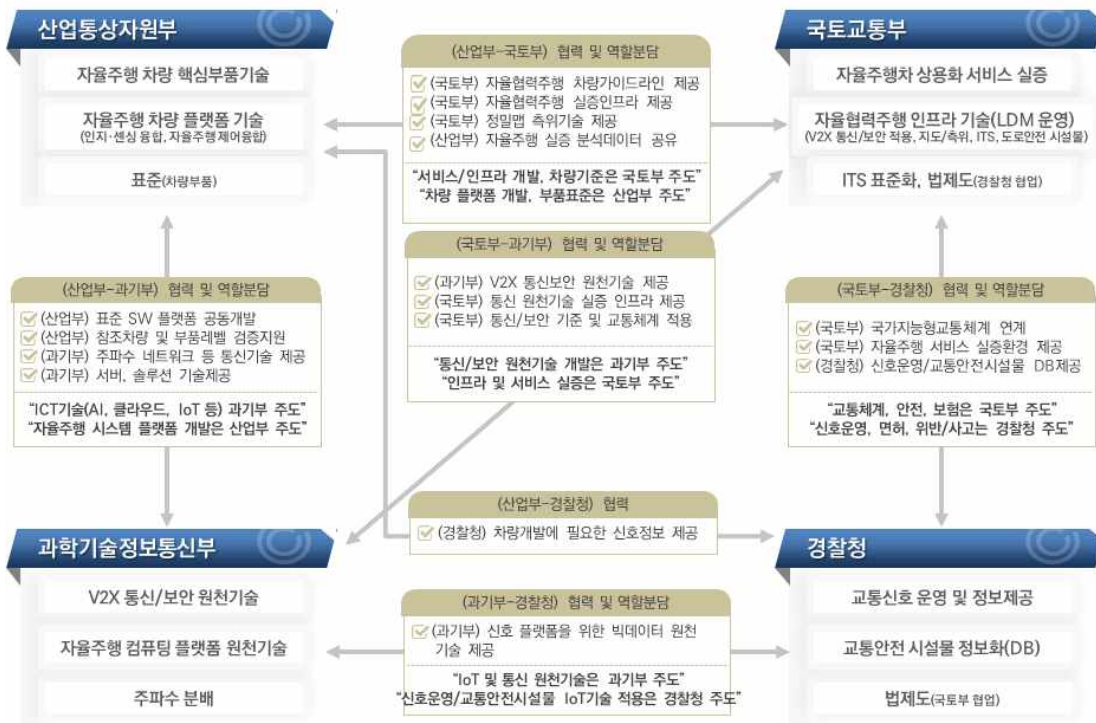 산업통상자원부
자율주행 차량 핵심부품기술
자율주행 차량 플랫폼 기술
(인지·센싱 융합, 자율주행제어융합)
표준(차량부품)
(산업부-국토부) 협력 및 역할분담
(국토부) 자율협력주행 차량가이드라인 제공
(국토부) 자율협력주행 실증인프라 제공
(국토부) 정밀맵 측위기술 제공
(산업부) 자율주행 실증 분석데이터 공유
"서비스/인프라 개발, 차량기준은 국토부 주도"
"차량 플랫폼 개발, 부품표준은 산업부 주도"
국토교통부
자율주행차 상용화 서비스 실증
자율협력주행 인프라 기술(LDM 운영)
(V2X 통신/보안 적용, 지도/측위, ITS, 도로안전 시설물)
ITS 표준화, 법제도(경찰청 협업)
(산업부-과기부) 협력 및 역할분담
(산업부) 표준 SW 플랫폼 공동개발
(산업부) 참조차량 및 부품레벨 검증지원
(과기부) 주파수 네트워크 등 통신기술 제공
(과기부) 서버, 솔루션 기술제공
"ICT기술(AI, 클라우드, IoT 등) 과기부 주도"
"자율주행 시스템 플랫폼 개발은 산업부 주도"
(국토부-과기부) 협력 및 역할분담
(과기부) V2X 통신보안 원천기술 제공
(국토부) 통신 원천기술 실증 인프라 제공
(국토부) 통신/보안 기준 및 교통체계 적용
"통신/보안 원천기술 개발은 과기부 주도"
"인프라 및 서비스 실증은 국토부 주도"
(국토부-경찰청) 협력 및 역할분담
(국토부) 국가지능형교통체계 연계
(국토부) 자율주행 서비스 실증환경 제공
(경찰청) 신호운영/교통안전시설물 DB제공
"교통체계, 안전, 보험은 국토부 주도"
"신호운영, 면허, 위반/사고는 경찰청 주도"
(산업부-경찰청) 협력
(경찰청) 차량개발에 필요한 신호정보 제공
과학기술정보통신부
V2X 통신/보안 원천기술
자율주행 컴퓨팅 플랫폼 원천기술
주파수 분배
(과기부-경찰청) 협력 및 역할분담
(과기부) 신호 플랫폼을 위한 빅데이터 원천
기술 제공
"IoT 및 통신 원천기술은 과기부 주도"
"신호운영/교통안전시설물 IoT기술 적용은 경찰청 주도"
경찰청
교통신호 운영 및 정보제공
교통안전 시설물 정보화(DB)
법제도(국토부 협업)